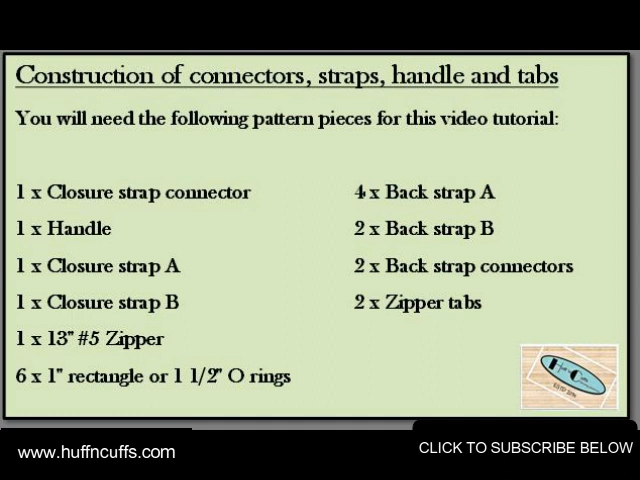 Construction of connectors, straps, handle and tabs
You will need the following pattern pieces for this video tutorial:
1 x Closure strap connector
1 x Handle
1 x Closure strap A
1 x Closure strap B
1 x 13" #5 Zipper
6 x 1" rectangle or 1 1/2" O rings
4 x Back strap A
2 x Back strap B
2 x Back strap connectors
2 x Zipper tabs
www.huffncuffs.com
CLICK TO SUBSCRIBE BELOW